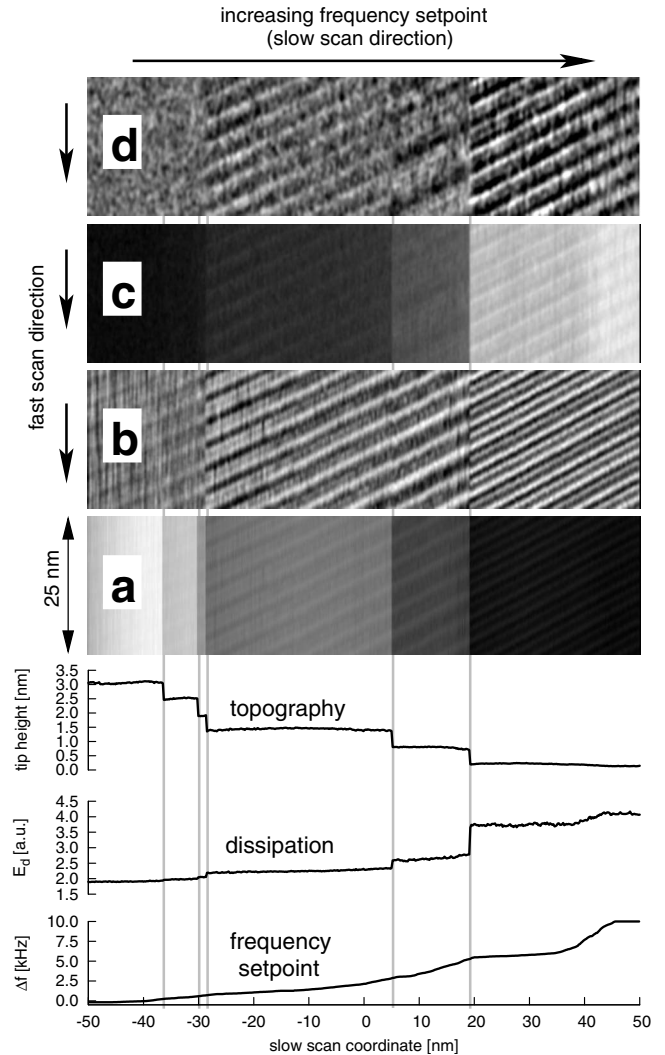 increasing frequency setpoint
(slow scan direction)
d
c
b
a
fast scan direction
25 nm
3.5
3.0
2.5
2.0
1.5
1.0
0.5
0.0
tip height [nm]
topography
4.5
4.0
3.5
3.0
2.5
2.0
1.5
E_d [a.u.]
dissipation
10.0
7.5
5.0
2.5
0.0
Δf [kHz]
frequency
setpoint
-50 -40 -30 -20 -10 0 10 20 30 40 50
slow scan coordinate [nm]